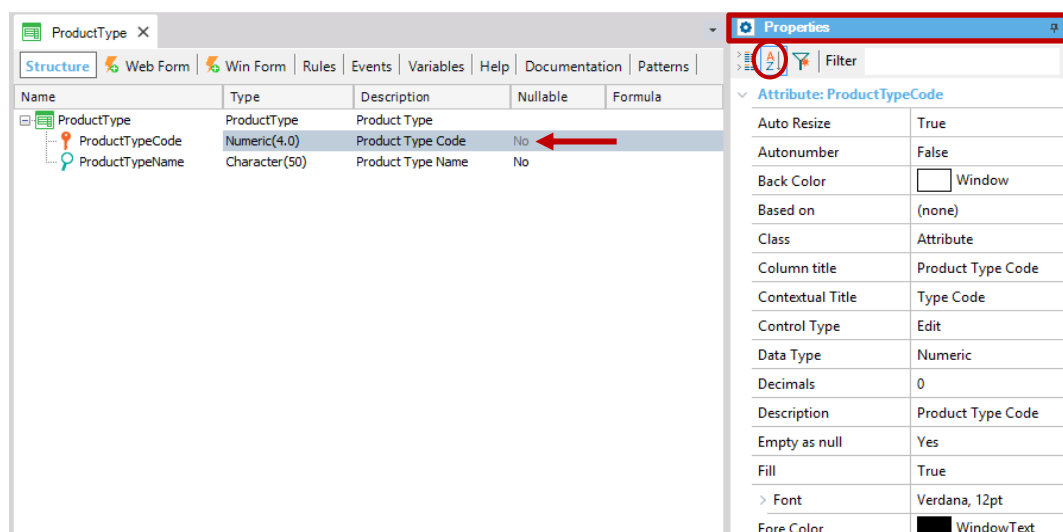 ProductType
Structure Web Form Win Form Rules Events Variables Help Documentation Patterns
Name Type Description Nullable Formula
ProductType ProductType Product Type
ProductTypeCode Numeric(4.0) Product Type Code No
ProductTypeName Character(50) Product Type Name No
Properties
A Z Filter
Attribute: ProductTypeCode
Auto Resize True
Autonumber False
Back Color Window
Based on (none)
Class Attribute
Column title Product Type Code
Contextual Title Type Code
Control Type Edit
Data Type Numeric
Decimals 0
Description Product Type Code
Empty as null Yes
Fill True
Font Verdana, 12pt
Fore Color WindowText